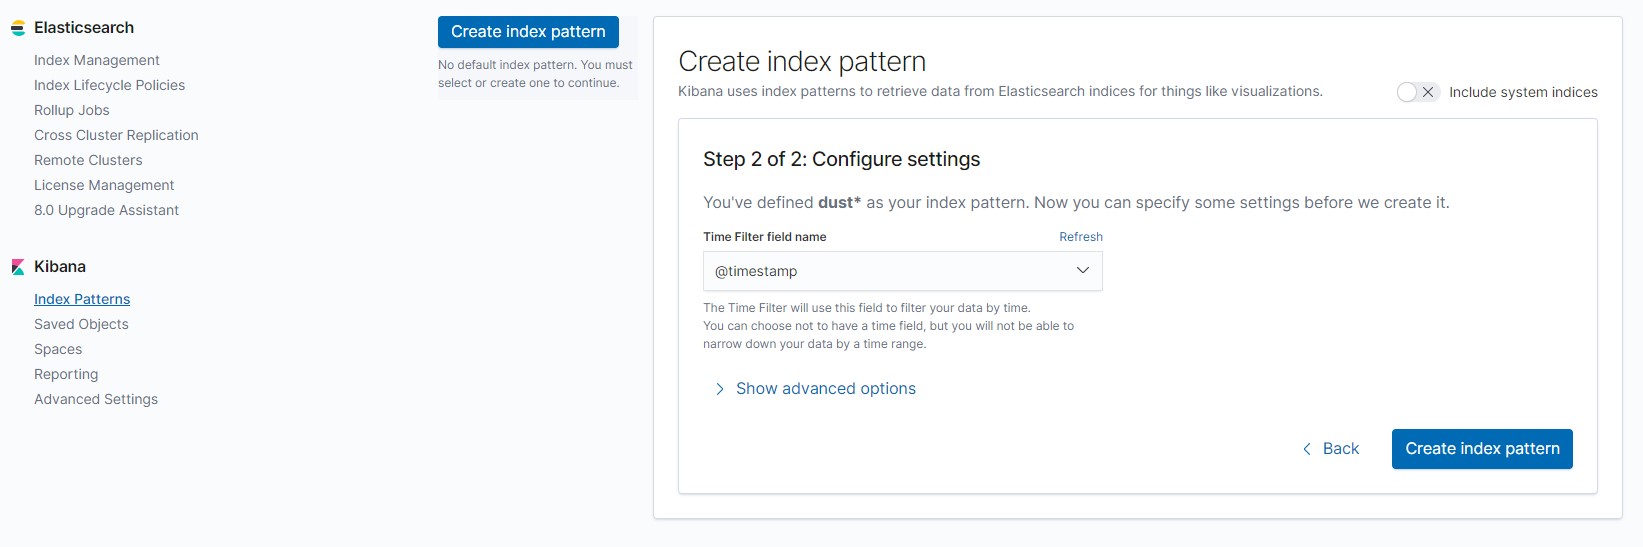 Elasticsearch
Index Management
Index Lifecycle Policies
Rollup Jobs
Cross Cluster Replication
Remote Clusters
License Management
8.0 Upgrade Assistant
Kibana
Index Patterns
Saved Objects
Spaces
Reporting
Advanced Settings
Create index pattern
No default index pattern. You must
select or create one to continue.
Create index pattern
Kibana uses index patterns to retrieve data from Elasticsearch indices for things like visualizations.
Include system indices
Step 2 of 2: Configure settings
You've defined dust* as your index pattern. Now you can specify some settings before we create it.
Time Filter field name
Refresh
@timestamp
The Time Filter will use this field to filter your data by time.
You can choose not to have a time field, but you will not be able to
narrow down your data by a time range.
Show advanced options
Back
Create index pattern